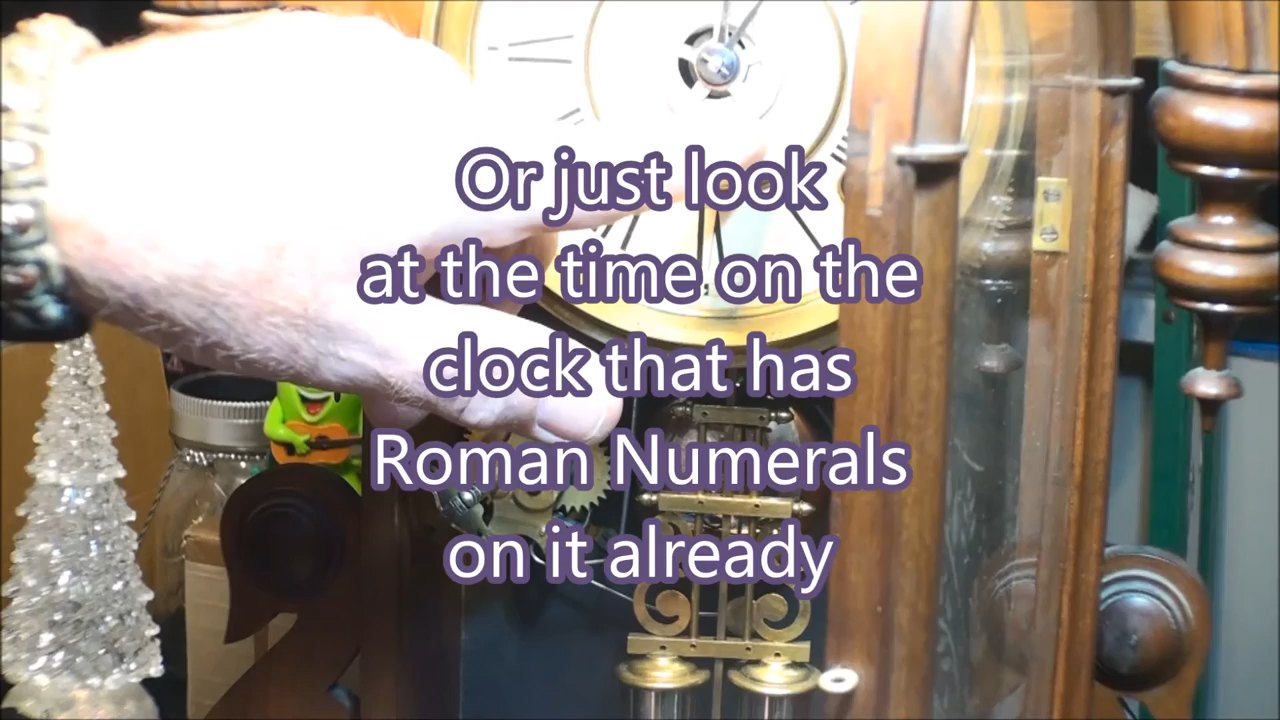 Or just look
at the time on the
clock that has
Roman Numerals
on it already